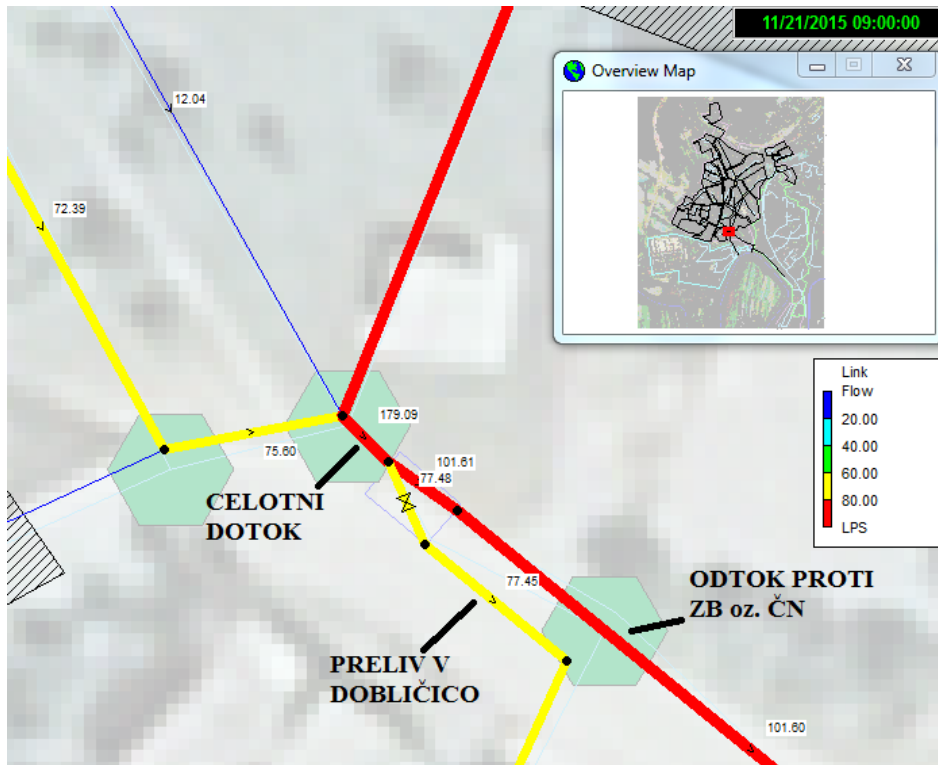 11/21/2015 09:00:00
Overview Map
12.04
72.39
179.09
75.60
101.61
77.48
CELOTNI
DOTOK
77.45
ODTOK PROTI
ZB oz. ČN
PRELIV V
DOBLIČICO
101.60
Link
Flow
20.00
40.00
60.00
80.00
LPS